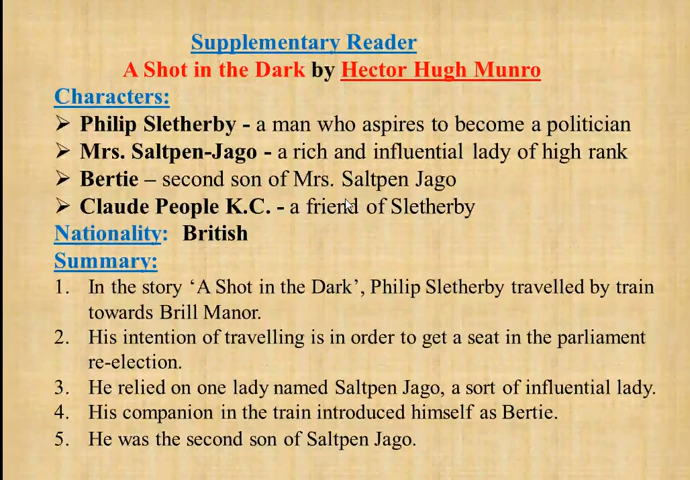 Supplementary Reader
A Shot in the Dark by Hector Hugh Munro
Characters:
➢ Philip Sletherby - a man who aspires to become a politician
➢ Mrs. Saltpen-Jago - a rich and influential lady of high rank
➢ Bertie – second son of Mrs. Saltpen Jago
➢ Claude People K.C. - a friend of Sletherby
Nationality: British
Summary:
1. In the story ‘A Shot in the Dark’, Philip Sletherby travelled by train
towards Brill Manor.
2. His intention of travelling is in order to get a seat in the parliament
re-election.
3. He relied on one lady named Saltpen Jago, a sort of influential lady.
4. His companion in the train introduced himself as Bertie.
5. He was the second son of Saltpen Jago.